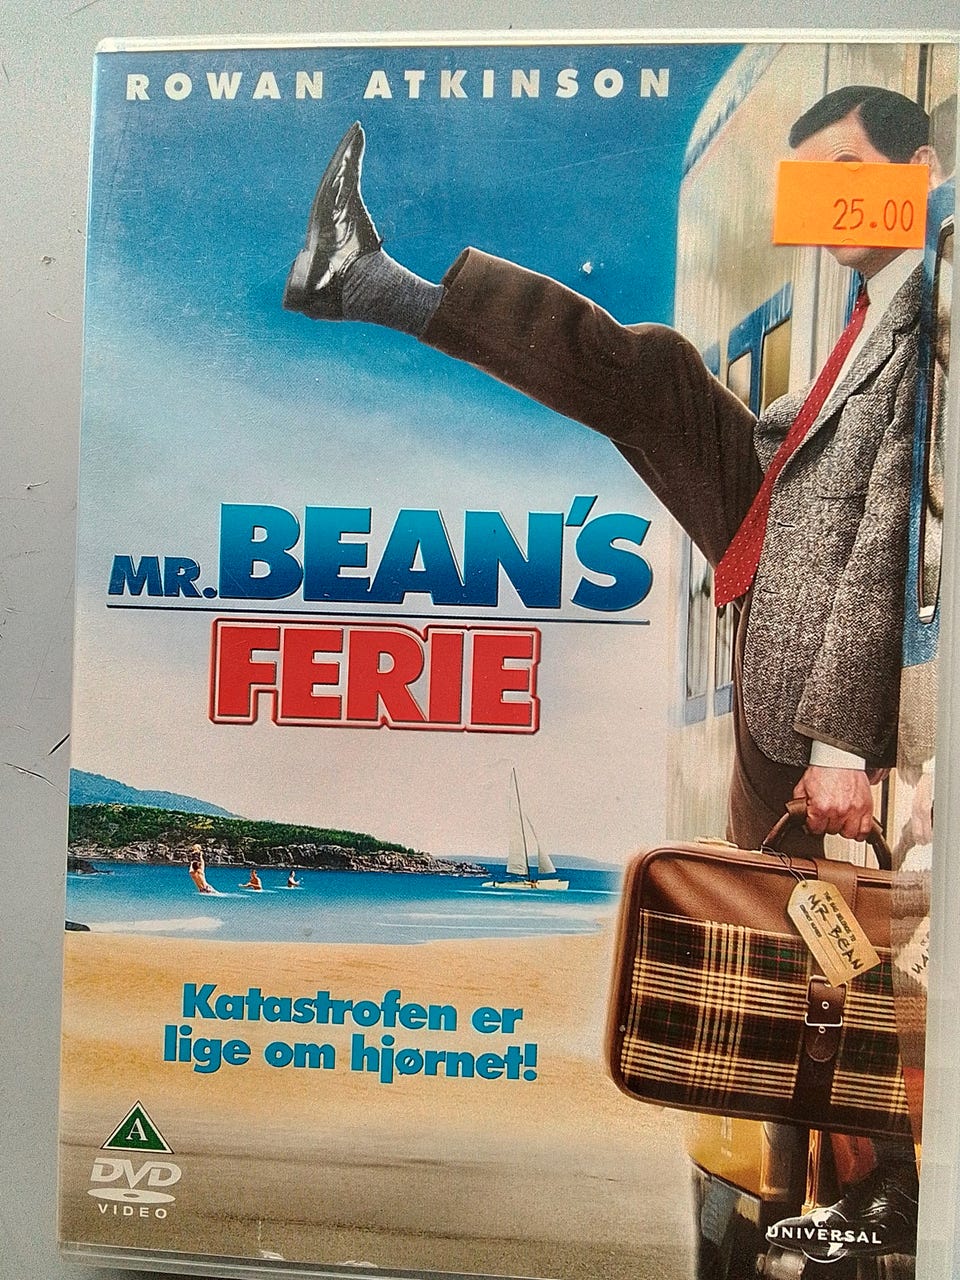 ROWAN ATKINSON
25.00
MR. BEAN'S
FERIE
MR BEAN
Katastrofen er
lige om hjørnet!
A
DVD
VIDEO
UNIVERSAL